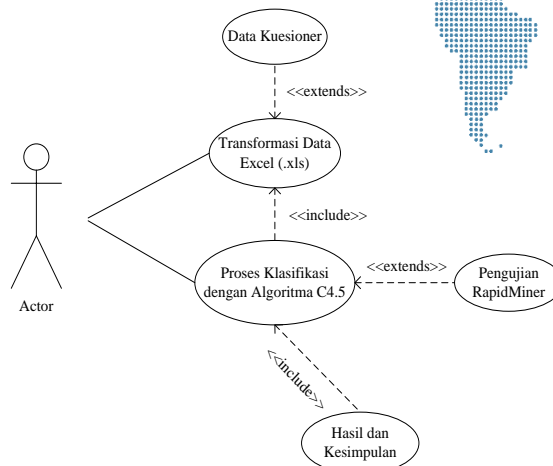 Data Kuesioner
<<extends>>
Transformasi Data
Excel (.xls)
<<include>>
Proses Klasifikasi
dengan Algoritma C4.5
<<extends>>
Pengujian
RapidMiner
Actor
<<include>>
Hasil dan
Kesimpulan